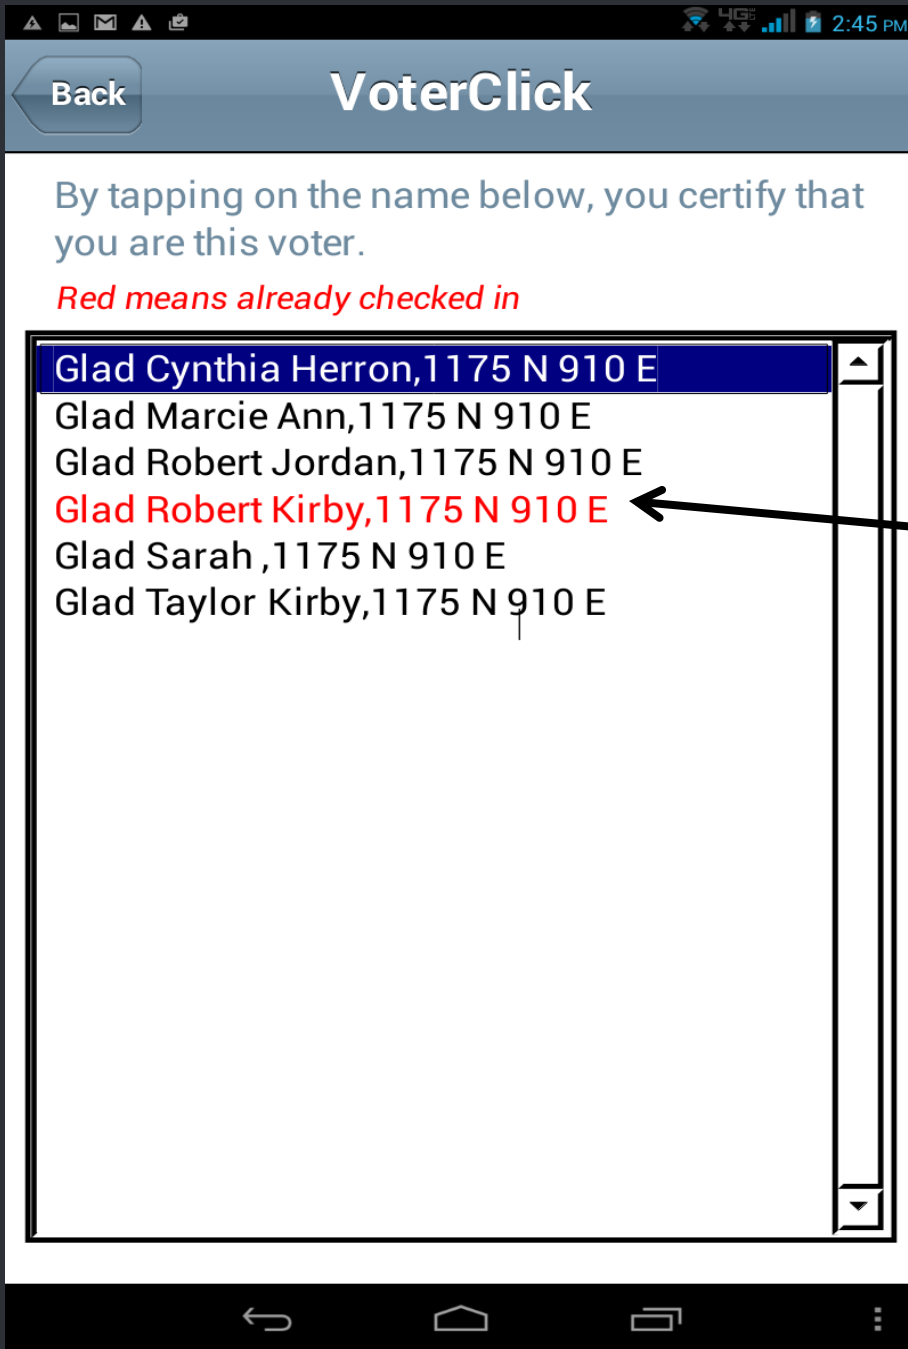 4G
2:45 PM
Back
VoterClick
By tapping on the name below, you certify that
you are this voter.
Red means already checked in
Glad Cynthia Herron,1175 N 910 E
Glad Marcie Ann,1175 N 910 E
Glad Robert Jordan,1175 N 910 E
Glad Robert Kirby,1175 N 910 E
Glad Sarah ,1175 N 910 E
Glad Taylor Kirby,1175 N 910 E